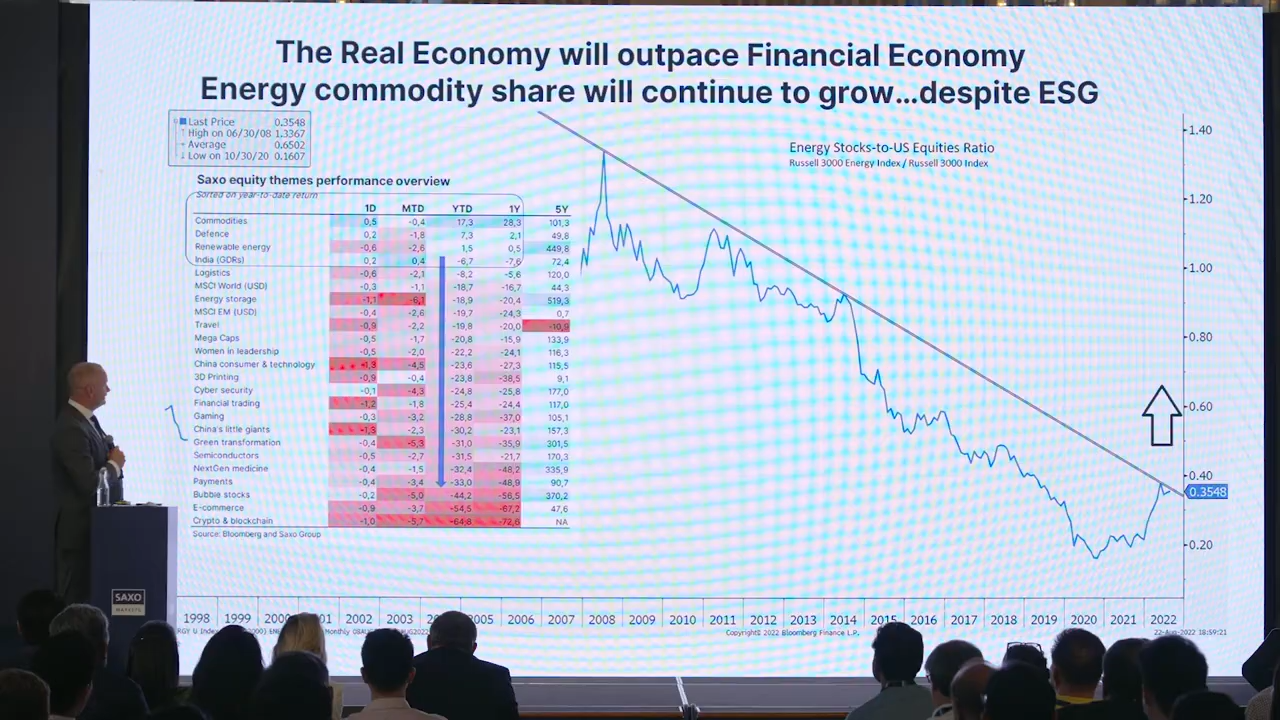 The Real Economy will outpace Financial Economy
Energy commodity share will continue to grow...despite ESG
Last Price 0.3548
High on 06/30/08 1.3367
Average 0.6502
Low on 10/30/20 0.1607
Energy Stocks-to-US Equities Ratio
Russell 3000 Energy Index / Russell 3000 Index
Saxo equity themes performance overview
Sorted on year-to-date return
1D MTD YTD 1Y 5Y
Commodities 0,5 -0,4 17,3 28,3 101,3
Defence 0,2 -1,8 7,3 2,1 49,8
Renewable energy -0,6 -2,6 1,5 0,5 449,8
India (GDRs) 0,2 0,4 -6,7 -7,6 72,4
Logistics -0,6 -2,1 -8,2 -5,6 120,0
MSCI World (USD) -0,3 -1,1 -18,7 -16,7 44,3
Energy storage -1,1 -6,1 -18,9 -20,4 519,3
MSCI EM (USD) -0,4 -2,6 -19,7 -24,3 0,7
Travel -0,9 -2,2 -19,8 -20,0 -10,9
Mega Caps -0,5 -1,7 -20,8 -15,9 133,9
Women in leadership -0,5 -2,0 -22,2 -24,1 116,3
China consumer & technology -1,3 -4,5 -23,6 -27,3 115,5
3D Printing -0,9 -0,4 -23,8 -38,5 9,1
Cyber security -0,1 -4,3 -24,8 -25,8 177,0
Financial trading -1,2 -1,8 -25,4 -24,4 117,0
Gaming -0,3 -3,2 -28,8 -37,0 105,1
China's little giants -1,3 -2,3 -30,2 -23,1 157,3
Green transformation -0,4 -5,3 -31,0 -35,9 301,5
Semiconductors -0,5 -2,7 -31,5 -21,7 170,3
NextGen medicine -0,4 -1,5 -32,4 -48,2 335,9
Payments -0,4 -3,4 -33,0 -48,9 90,7
Bubble stocks -0,2 -5,0 -44,2 -58,5 370,2
E-commerce -0,9 -3,7 -54,5 -67,2 47,6
Crypto & blockchain -1,0 -5,7 -64,8 -72,6 NA
Source: Bloomberg and Saxo Group
1.40
1.20
1.00
0.80
0.60
0.40
0.3548
0.20
SAXO
MARKETS
1998 1999 2002 2003 2005 2006 2007 2008 2009 2010 2011 2012 2013 2014 2015 2016 2017 2018 2019 2020 2021 2022
Monthly
Copyright© 2022 Bloomberg Finance L.P.
22-Aug-2022 18:59:21